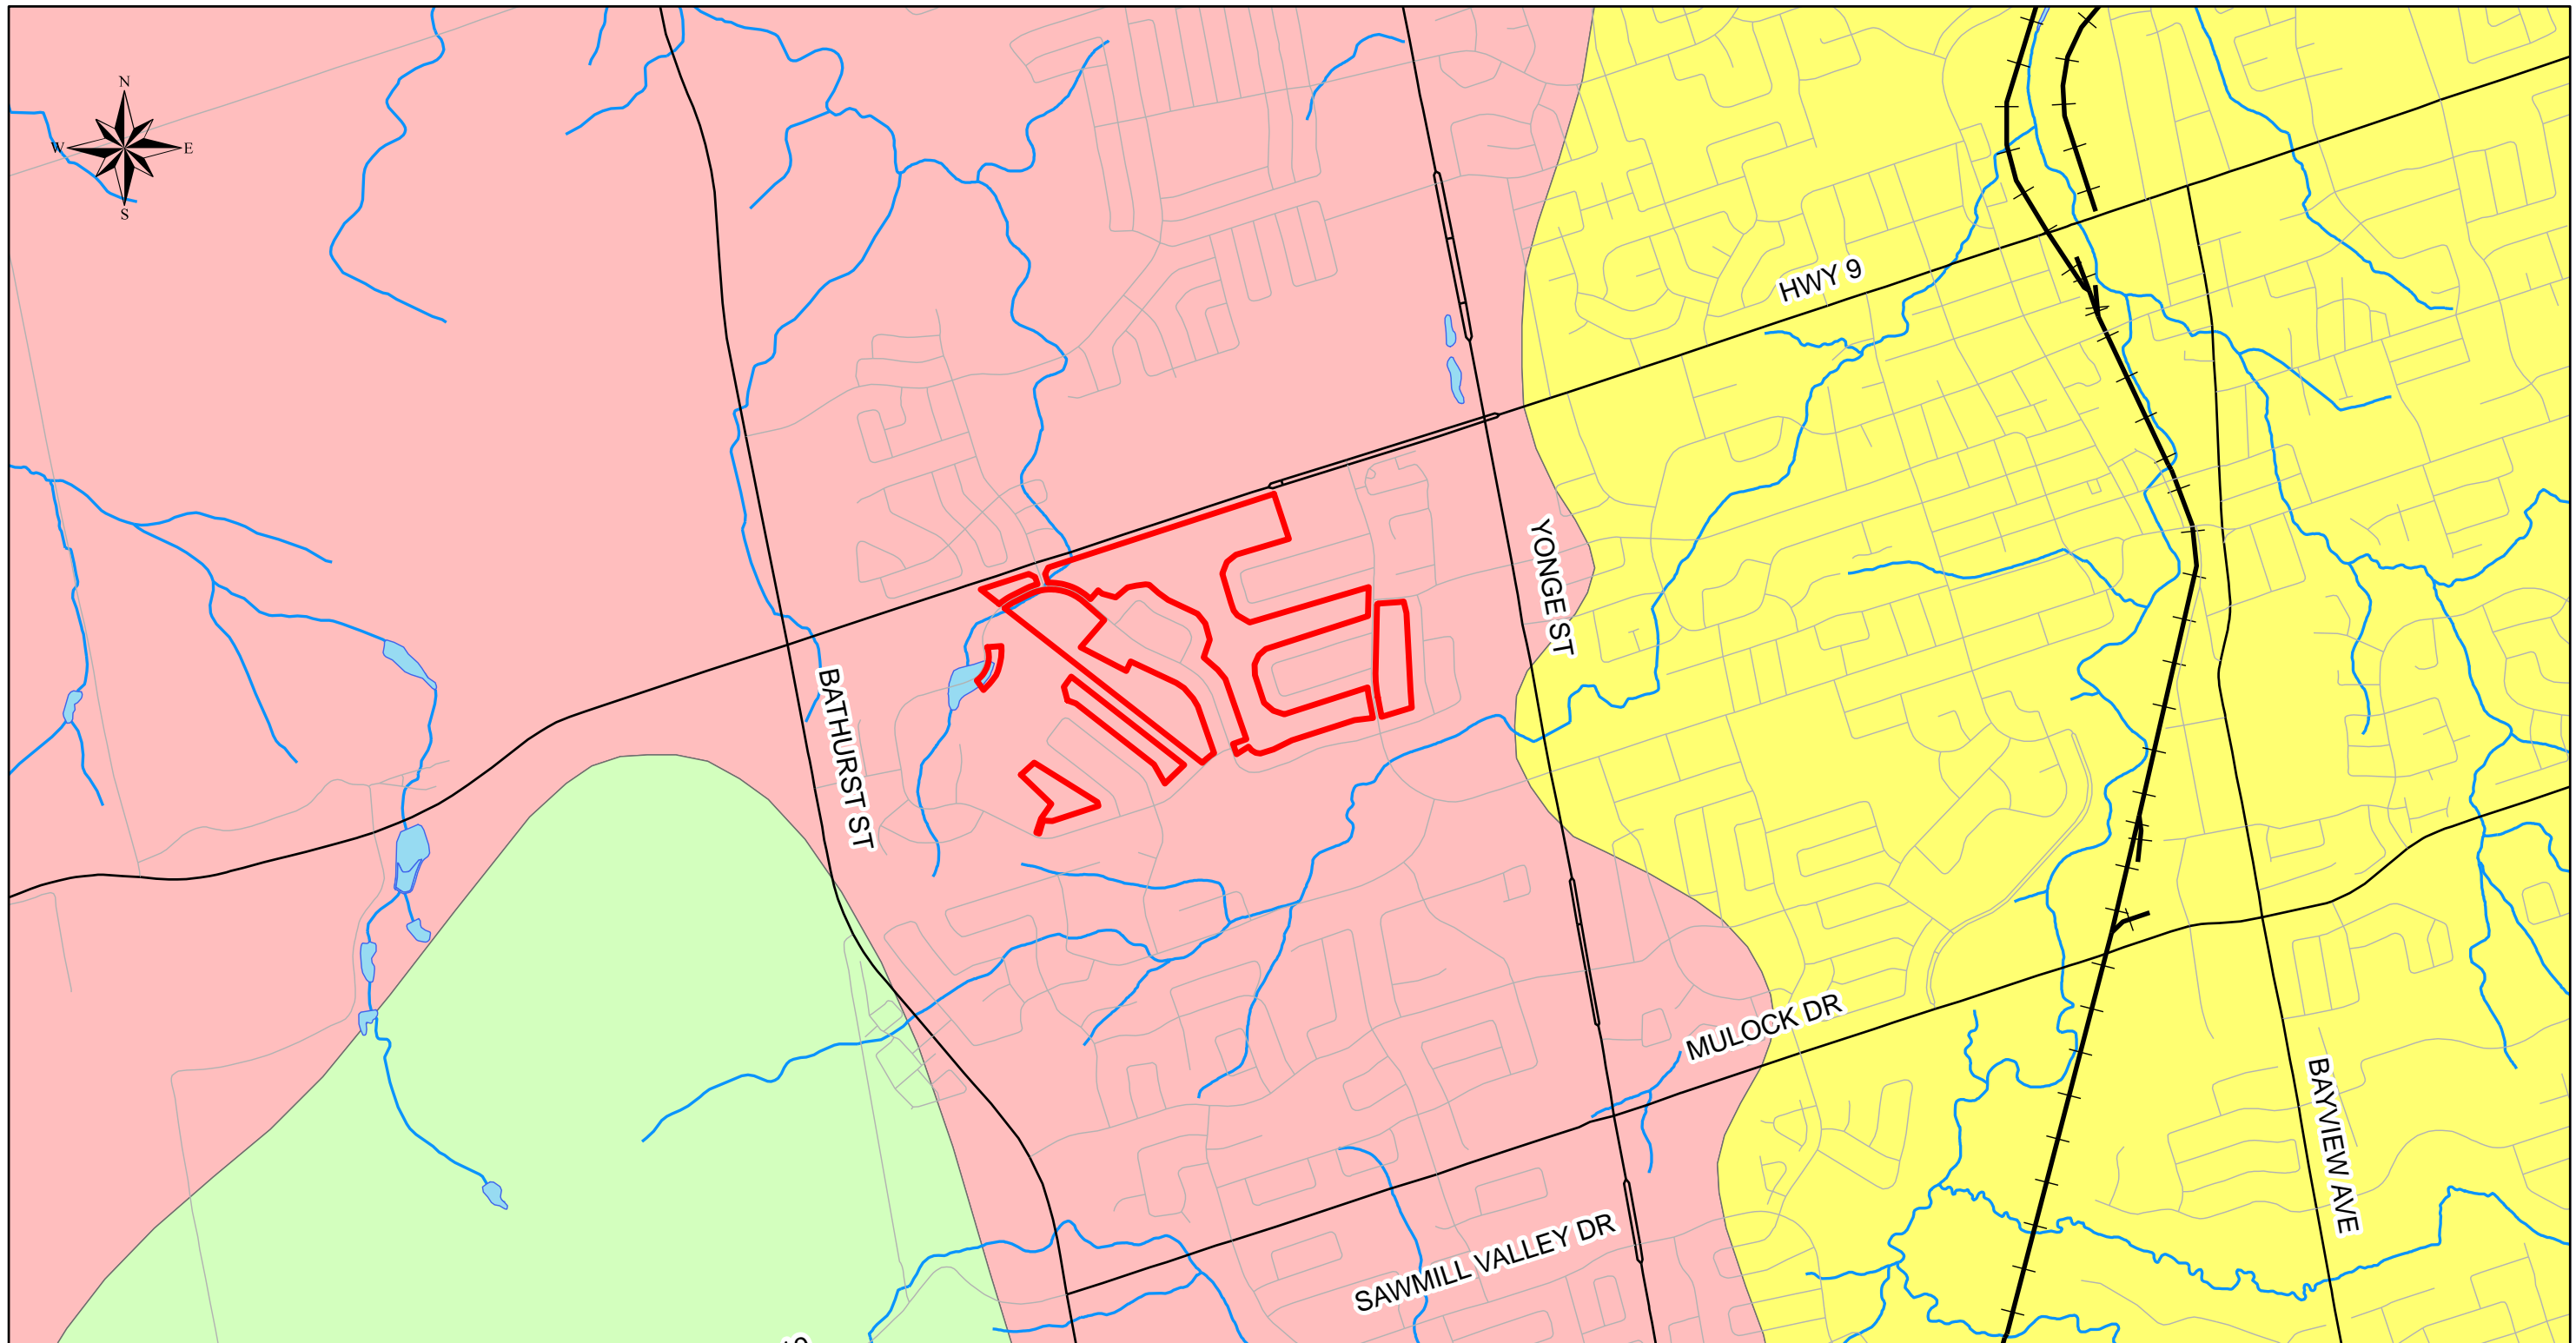 N
W
E
S
HWY 9
YONGE ST
BATHURST ST
MULOCK DR
BAYVIEW AVE
SAWMILL VALLEY DR